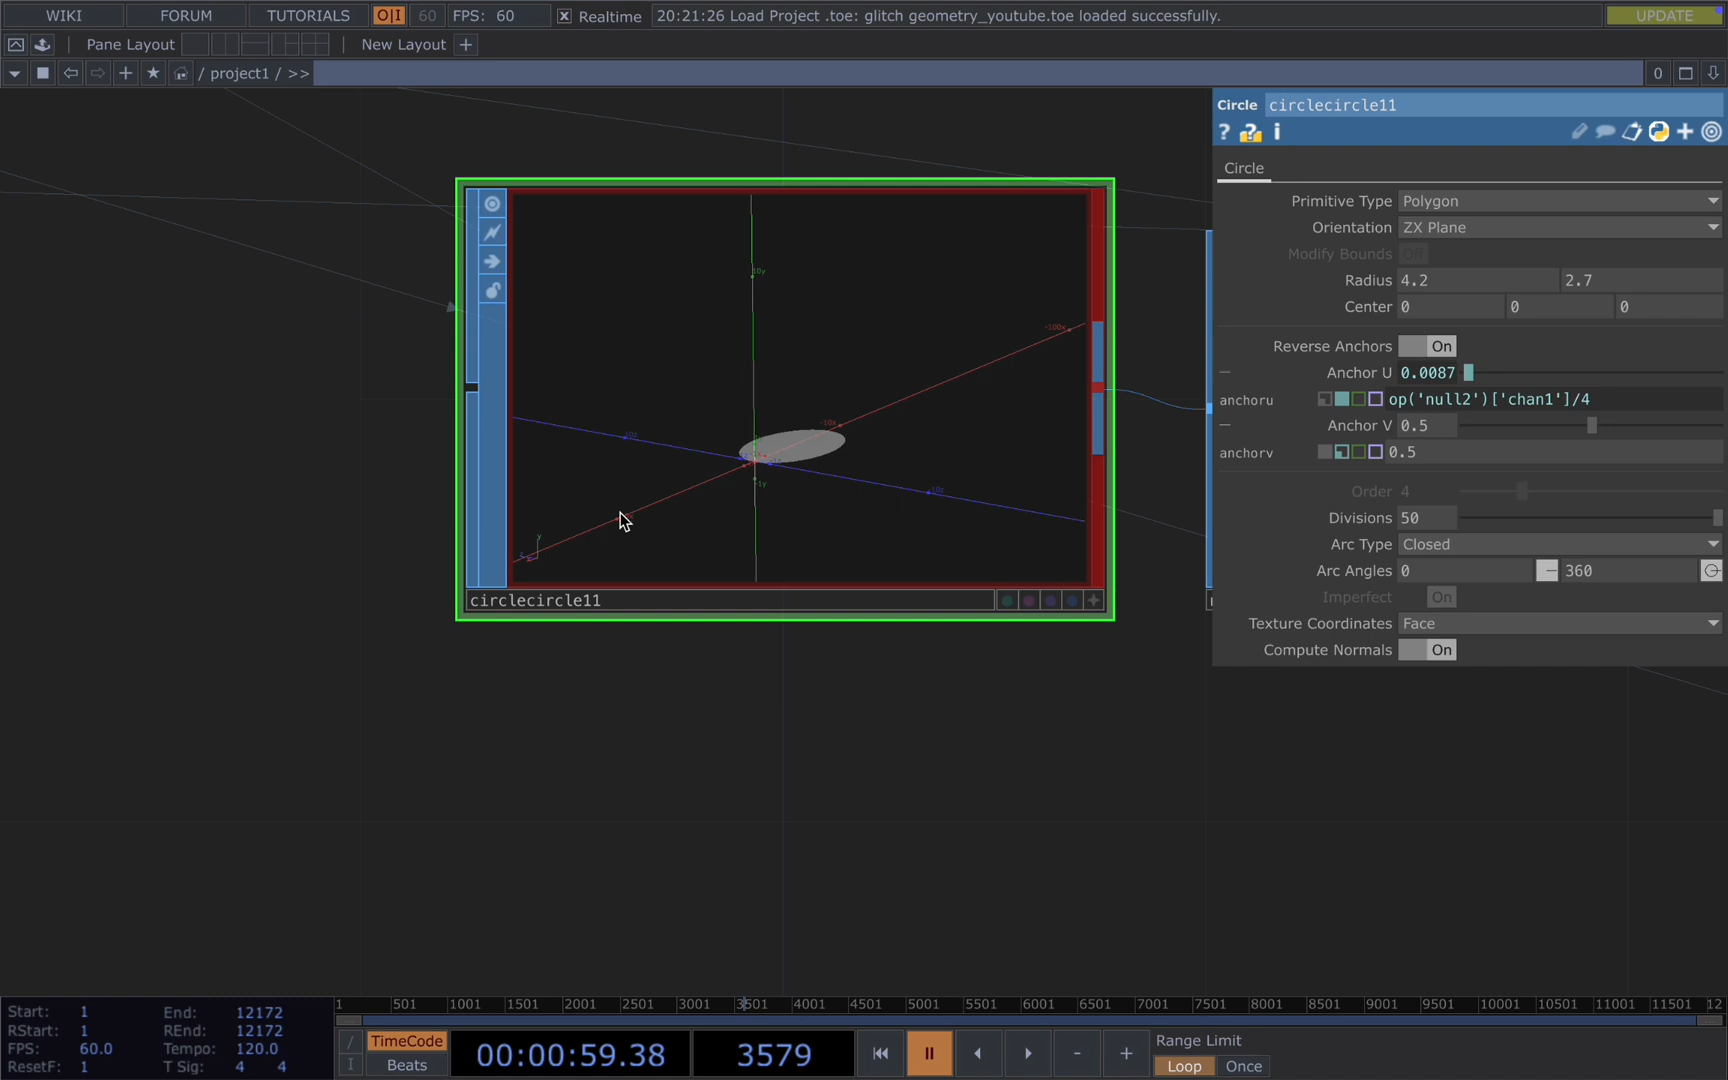 WIKI FORUM TUTORIALS O|I 60 FPS: 60 Realtime 20:21:26 Load Project .toe: glitch geometry_youtube.toe loaded successfully. UPDATE
Pane Layout New Layout +
/ project1 / >> 0
Circle circlecircle11
? ? i
Circle
Primitive Type Polygon
Orientation ZX Plane
Modify Bounds Off
Radius 4.2 2.7
Center 0 0 0
Reverse Anchors On
Anchor U 0.0087
anchoru op('null2')['chan1']/4
Anchor V 0.5
anchorv 0.5
Order 4
Divisions 50
Arc Type Closed
Arc Angles 0 360
Imperfect On
Texture Coordinates Face
Compute Normals On
10y
-100x
-10x
10z
-1y
-10z
y
z
circlecircle11
1 501 1001 1501 2001 2501 3001 3501 4001 4501 5001 5501 6001 6501 7001 7501 8001 8501 9001 9501 10001 10501 11001 11501 12
Start: 1 End: 12172
RStart: 1 REnd: 12172
FPS: 60.0 Tempo: 120.0
ResetF: 1 T Sig: 4 4
TimeCode
Beats
00:00:59.38 3579
- +
Range Limit
Loop Once